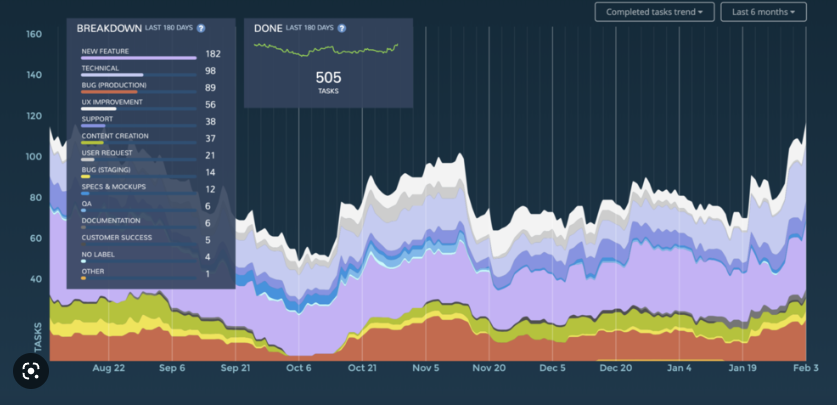 Completed tasks trend
Last 6 months
BREAKDOWN LAST 180 DAYS ?
NEW FEATURE 182
TECHNICAL 98
BUG (PRODUCTION) 89
UX IMPROVEMENT 56
SUPPORT 38
CONTENT CREATION 37
USER REQUEST 21
BUG (STAGING) 14
SPECS & MOCKUPS 12
QA 6
DOCUMENTATION 6
CUSTOMER SUCCESS 5
NO LABEL 4
OTHER 1
DONE LAST 180 DAYS ?
505
TASKS
160
140
120
100
80
60
40
TASKS
Aug 22 Sep 6 Sep 21 Oct 6 Oct 21 Nov 5 Nov 20 Dec 5 Dec 20 Jan 4 Jan 19 Feb 3